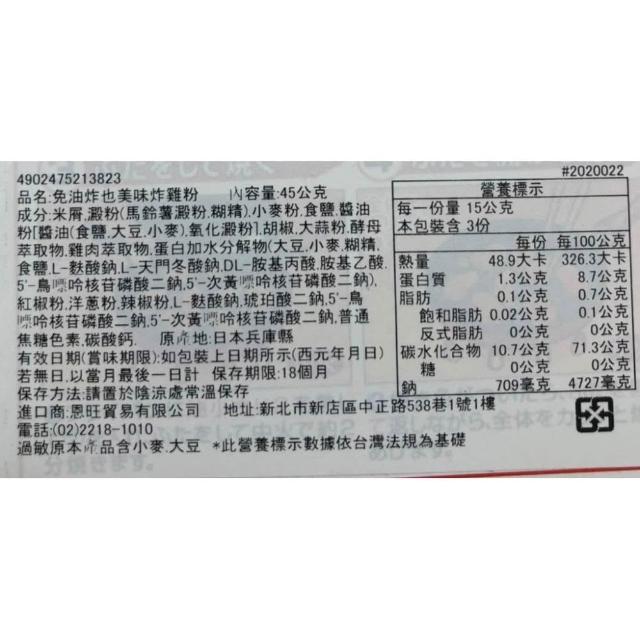 4902475213823
#2020022
品名:免油炸也美味炸雞粉 內容量:45公克
成分:米屑,澱粉(馬鈴薯澱粉,糊精),小麥粉,食鹽,醬油
粉[醬油(食鹽,大豆,小麥),氧化澱粉],胡椒,大蒜粉,酵母
萃取物,雞肉萃取物,蛋白加水分解物(大豆,小麥,糊精,
食鹽,L-麩酸鈉,L-天門冬酸鈉,DL-胺基丙酸,胺基乙酸,
5'-鳥嘌呤核苷磷酸二鈉,5'-次黃嘌呤核苷磷酸二鈉),
紅椒粉,洋蔥粉,辣椒粉,L-麩酸鈉,琥珀酸二鈉,5'-鳥
嘌呤核苷磷酸二鈉,5'-次黃嘌呤核苷磷酸二鈉,普通
焦糖色素,碳酸鈣. 原產地:日本兵庫縣
有效日期(賞味期限):如包裝上日期所示(西元年月日)
若無日,以當月最後一日計 保存期限:18個月
保存方法:請置於陰涼處常溫保存
進口商:恩旺貿易有限公司 地址:新北市新店區中正路538巷1號1樓
電話:(02)2218-1010
過敏原本產品含小麥.大豆 *此營養標示數據依台灣法規為基礎
營養標示
每一份量 15公克
本包裝含 3份
每份 每100公克
熱量 48.9大卡 326.3大卡
蛋白質 1.3公克 8.7公克
脂肪 0.1公克 0.7公克
飽和脂肪 0.02公克 0.1公克
反式脂肪 0公克 0公克
碳水化合物 10.7公克 71.3公克
糖 0公克 0公克
鈉 709毫克 4727毫克